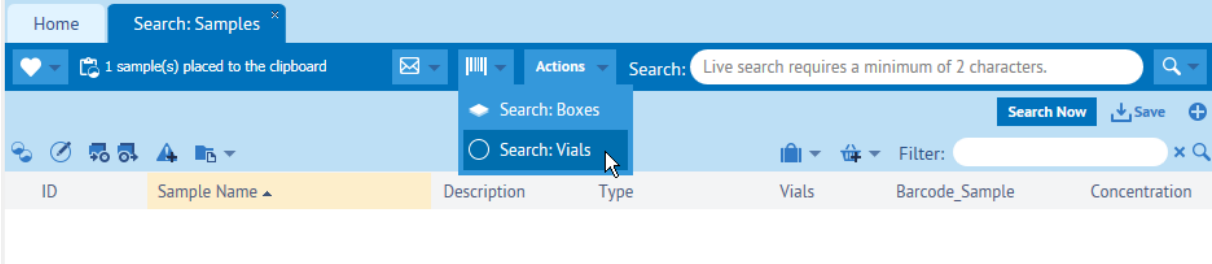 Home Search: Samples ×
1 sample(s) placed to the clipboard Actions Search: Live search requires a minimum of 2 characters.
Search: Boxes
Search Now Save
Search: Vials
Filter:
ID Sample Name Description Type Vials Barcode_Sample Concentration